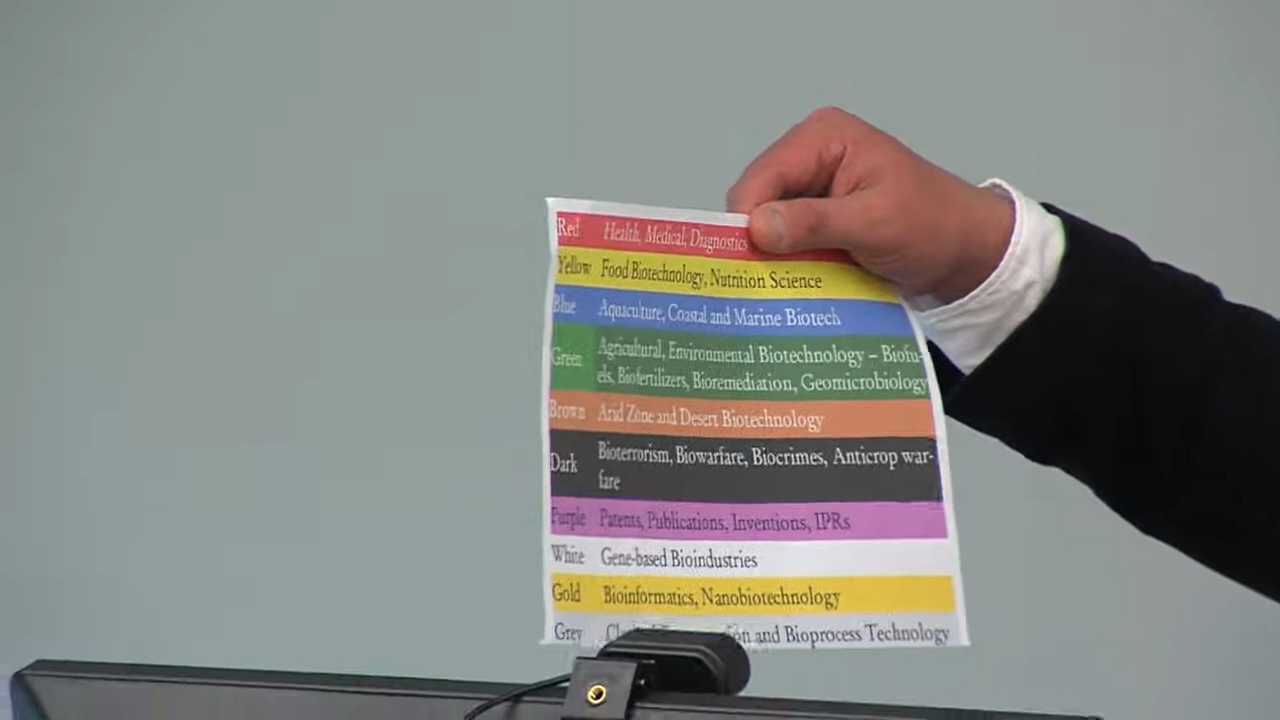 Red Health, Medical, Diagnostics
Yellow Food Biotechnology, Nutrition Science
Blue Aquaculture, Coastal and Marine Biotech
Green Agricultural, Environmental Biotechnology – Biofu-
els, Biofertilizers, Bioremediation, Geomicrobiology
Brown Arid Zone and Desert Biotechnology
Dark Bioterrorism, Biowarfare, Biocrimes, Anticrop war-
fare
Purple Patents, Publications, Inventions, IPRs
White Gene-based Bioindustries
Gold Bioinformatics, Nanobiotechnology
Grey and Bioprocess Technology